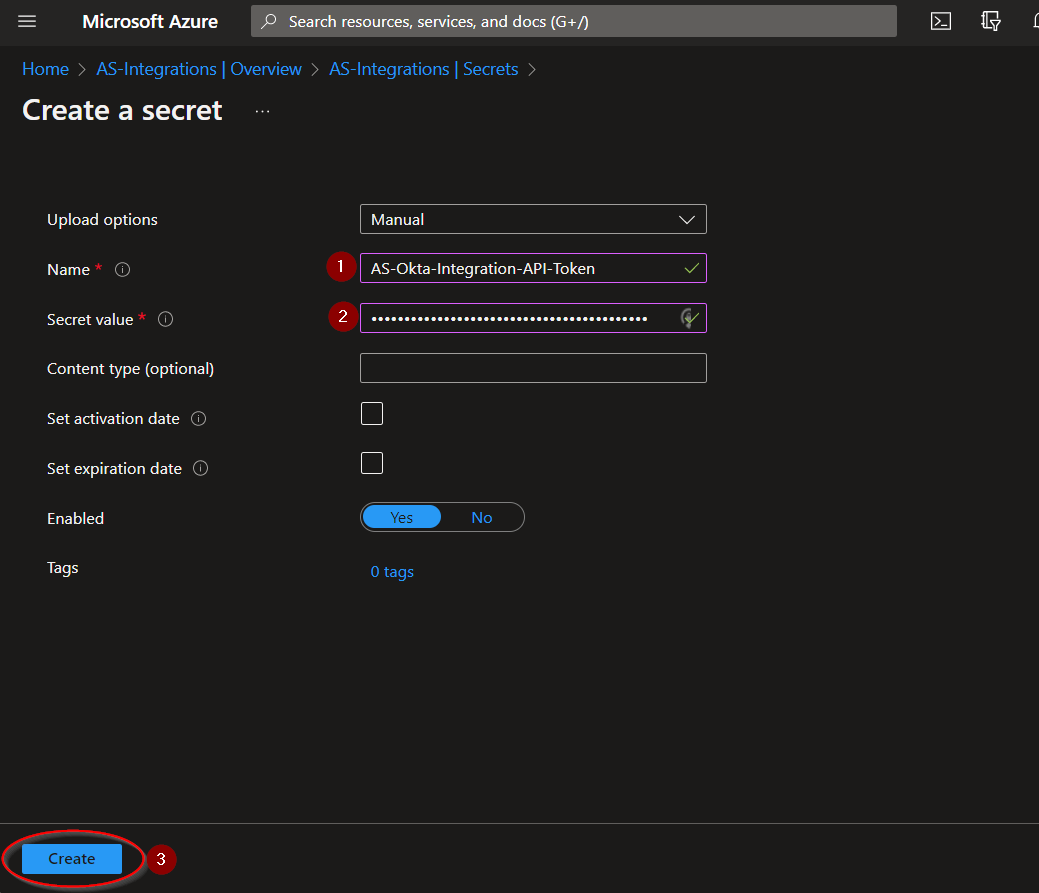 Microsoft Azure
Search resources, services, and docs (G+/)
Home > AS-Integrations | Overview > AS-Integrations | Secrets >
Create a secret ...
Upload options
Manual
Name *
1
AS-Okta-Integration-API-Token
Secret value *
2
••••••••••••••••••••••••••••••••••••••••••
Content type (optional)
Set activation date
Set expiration date
Enabled
Yes No
Tags
0 tags
Create
3